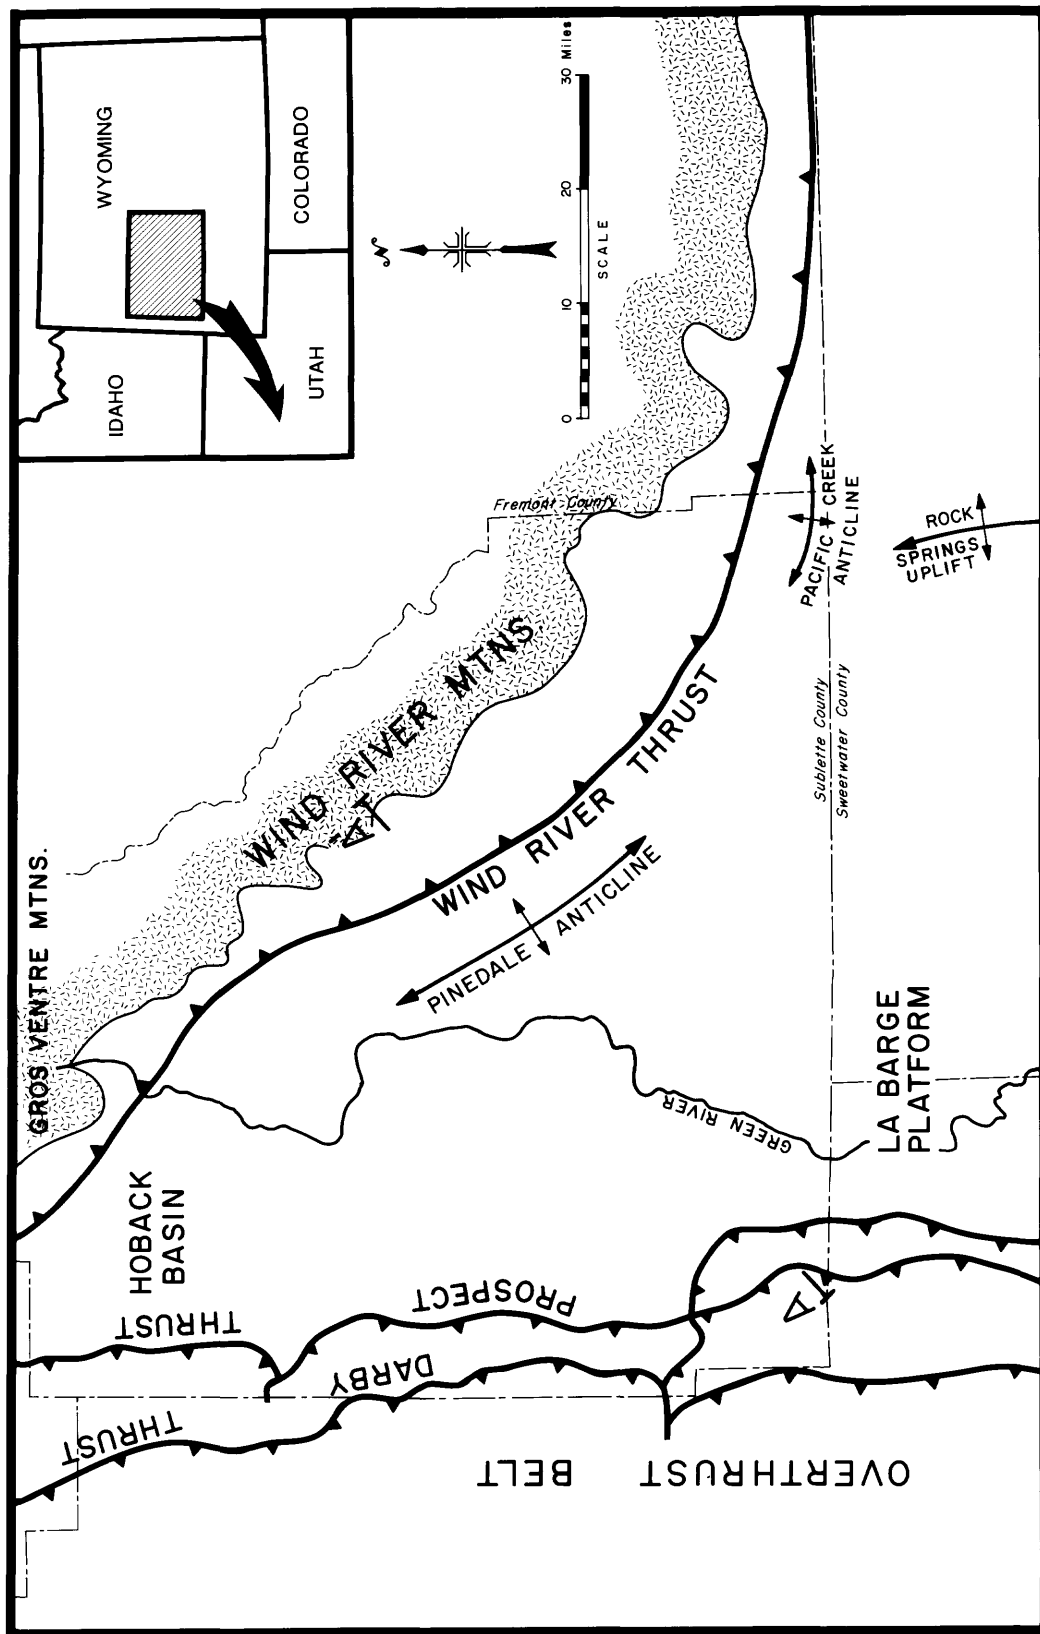 WYOMING
IDAHO
UTAH
COLORADO
N
0 10 20 30 Miles
SCALE
GROS VENTRE MTNS.
WIND RIVER MTNS.
A
Fremont County
WIND RIVER THRUST
PINEDALE ANTICLINE
PACIFIC CREEK
ANTICLINE
ROCK
SPRINGS
UPLIFT
Sublette County
Sweetwater County
HOBACK
BASIN
GREEN RIVER
LA BARGE
PLATFORM
PROSPECT THRUST
DARBY THRUST
A
OVERTHRUST BELT